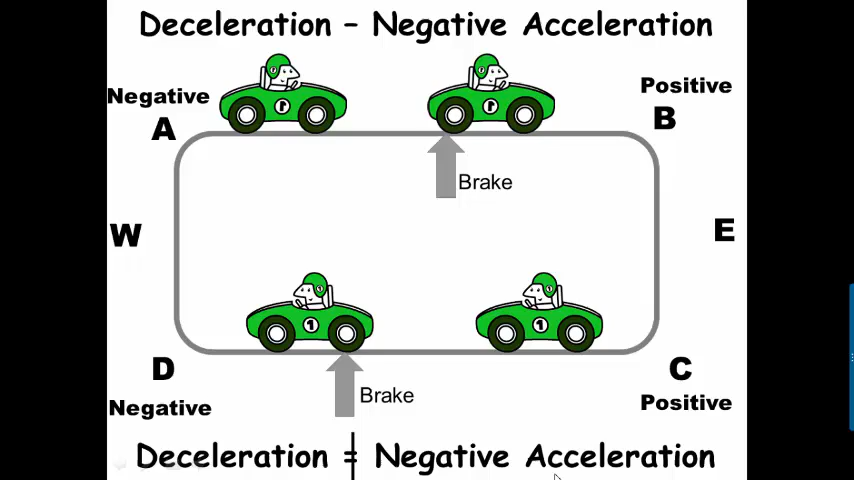 Deceleration – Negative Acceleration
Negative
Positive
A
B
Brake
W
E
D
C
Brake
Negative
Positive
Deceleration ≠ Negative Acceleration